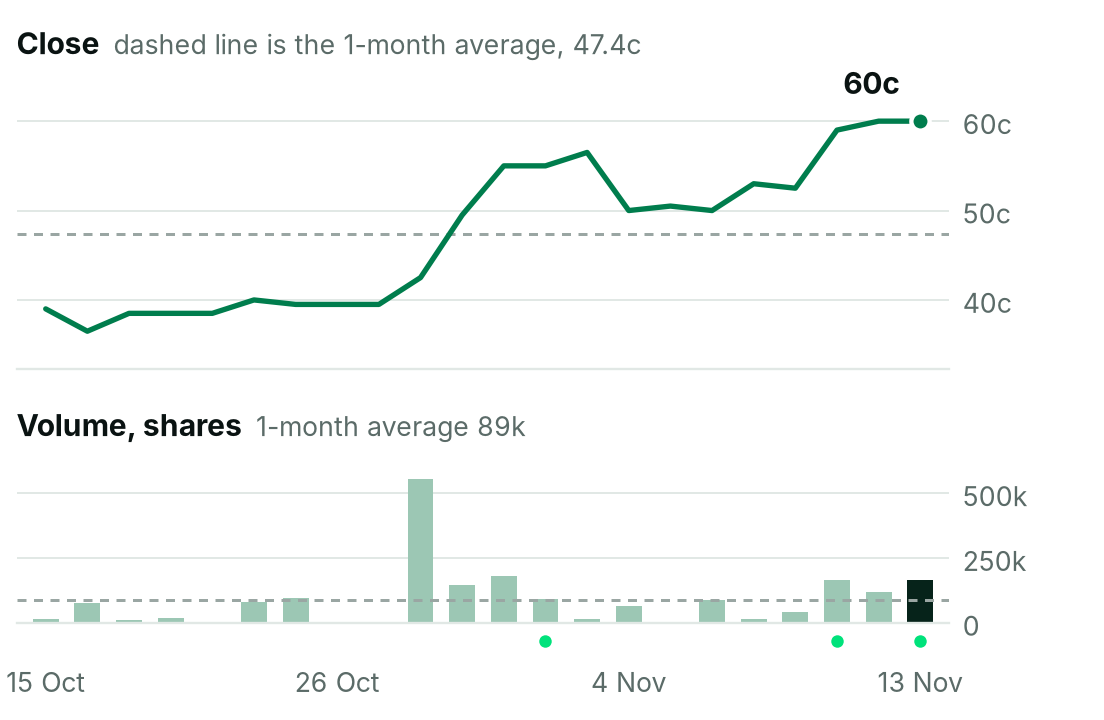 Close dashed line is the 1-month average, 47.4c
60c
60c
50c
40c
Volume, shares 1-month average 89k
500k
250k
0
15 Oct 26 Oct 4 Nov 13 Nov